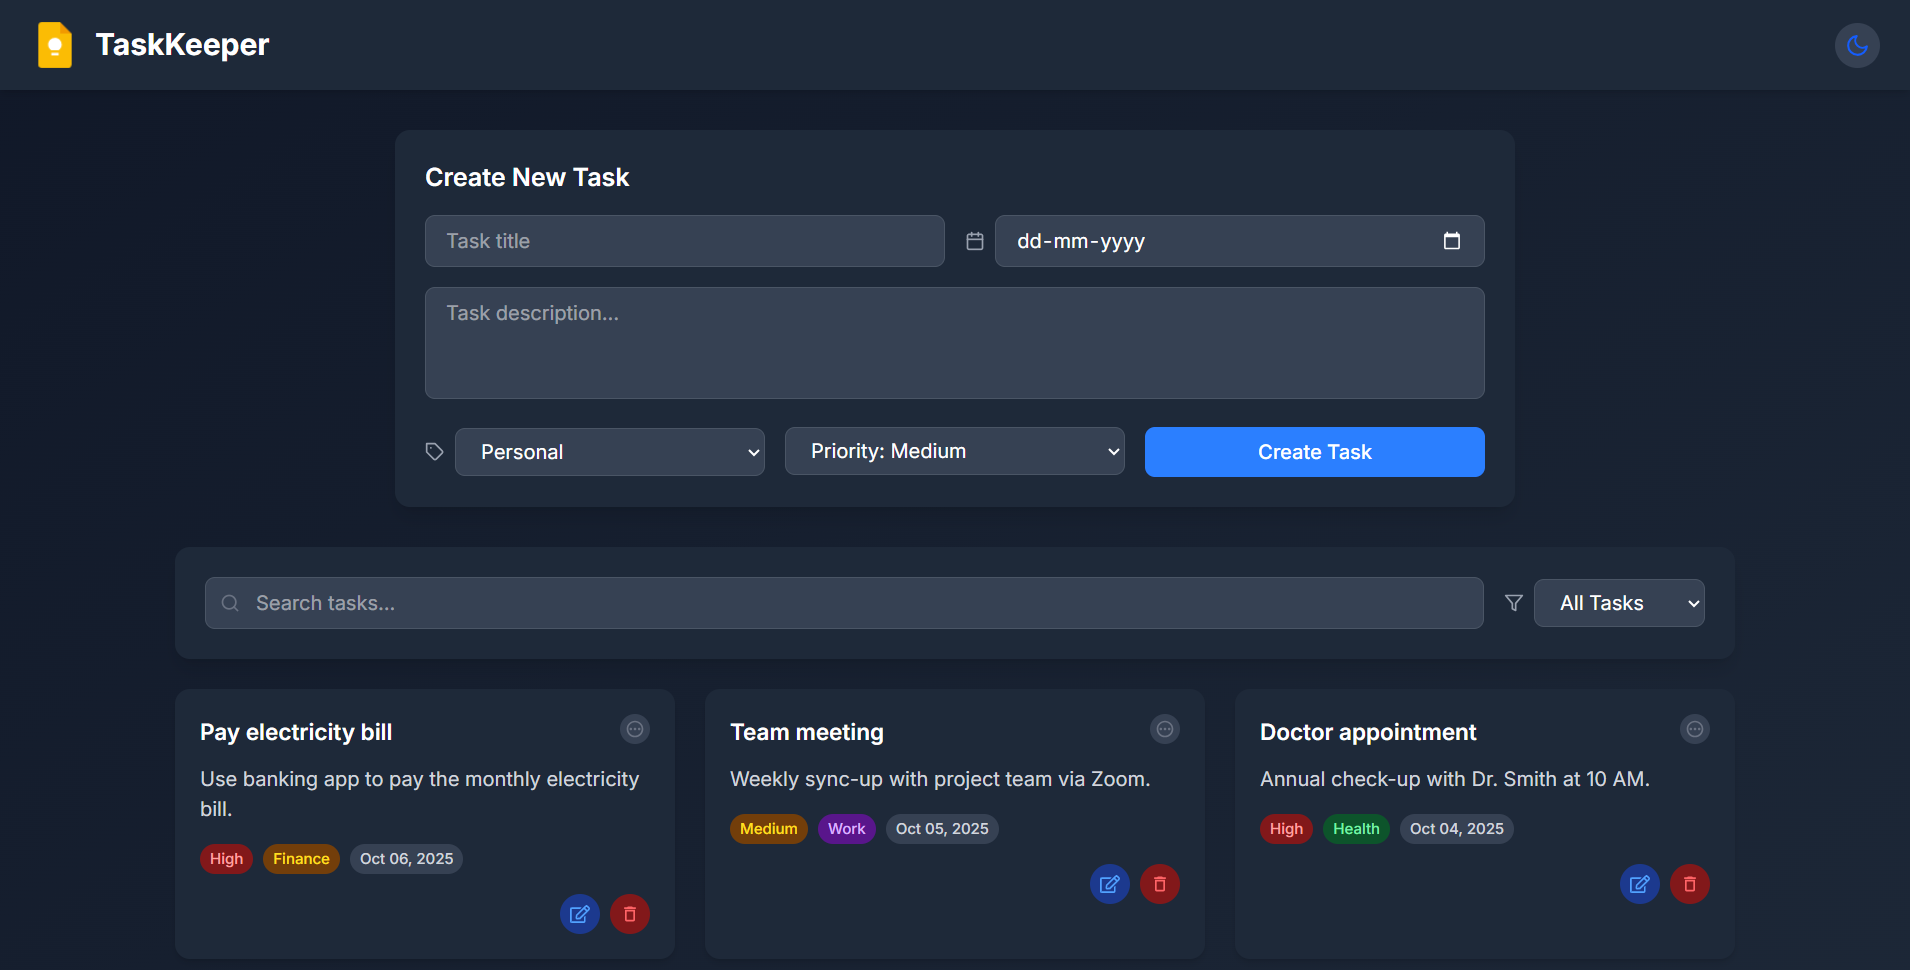 TaskKeeper
Create New Task
Task title
dd-mm-yyyy
Task description...
Personal
Priority: Medium
Create Task
Search tasks...
All Tasks
Pay electricity bill
Use banking app to pay the monthly electricity
bill.
High
Finance
Oct 06, 2025
Team meeting
Weekly sync-up with project team via Zoom.
Medium
Work
Oct 05, 2025
Doctor appointment
Annual check-up with Dr. Smith at 10 AM.
High
Health
Oct 04, 2025